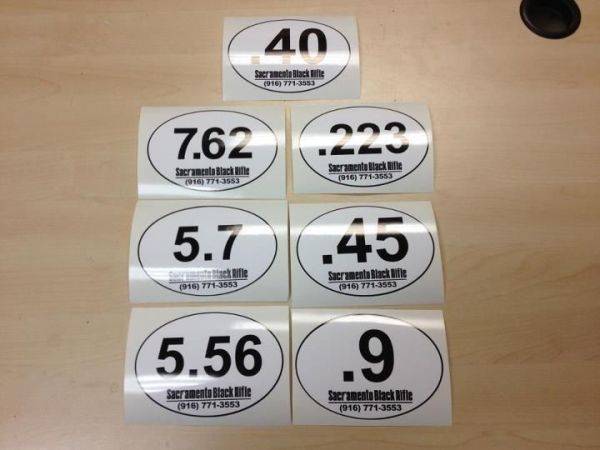 .40
Sacramento Black Rifle
(916) 771-3553
7.62
Sacramento Black Rifle
(916) 771-3553
.223
Sacramento Black Rifle
(916) 771-3553
5.7
Sacramento Black Rifle
(916) 771-3553
.45
Sacramento Black Rifle
(916) 771-3553
5.56
Sacramento Black Rifle
(916) 771-3553
.9
Sacramento Black Rifle
(916) 771-3553